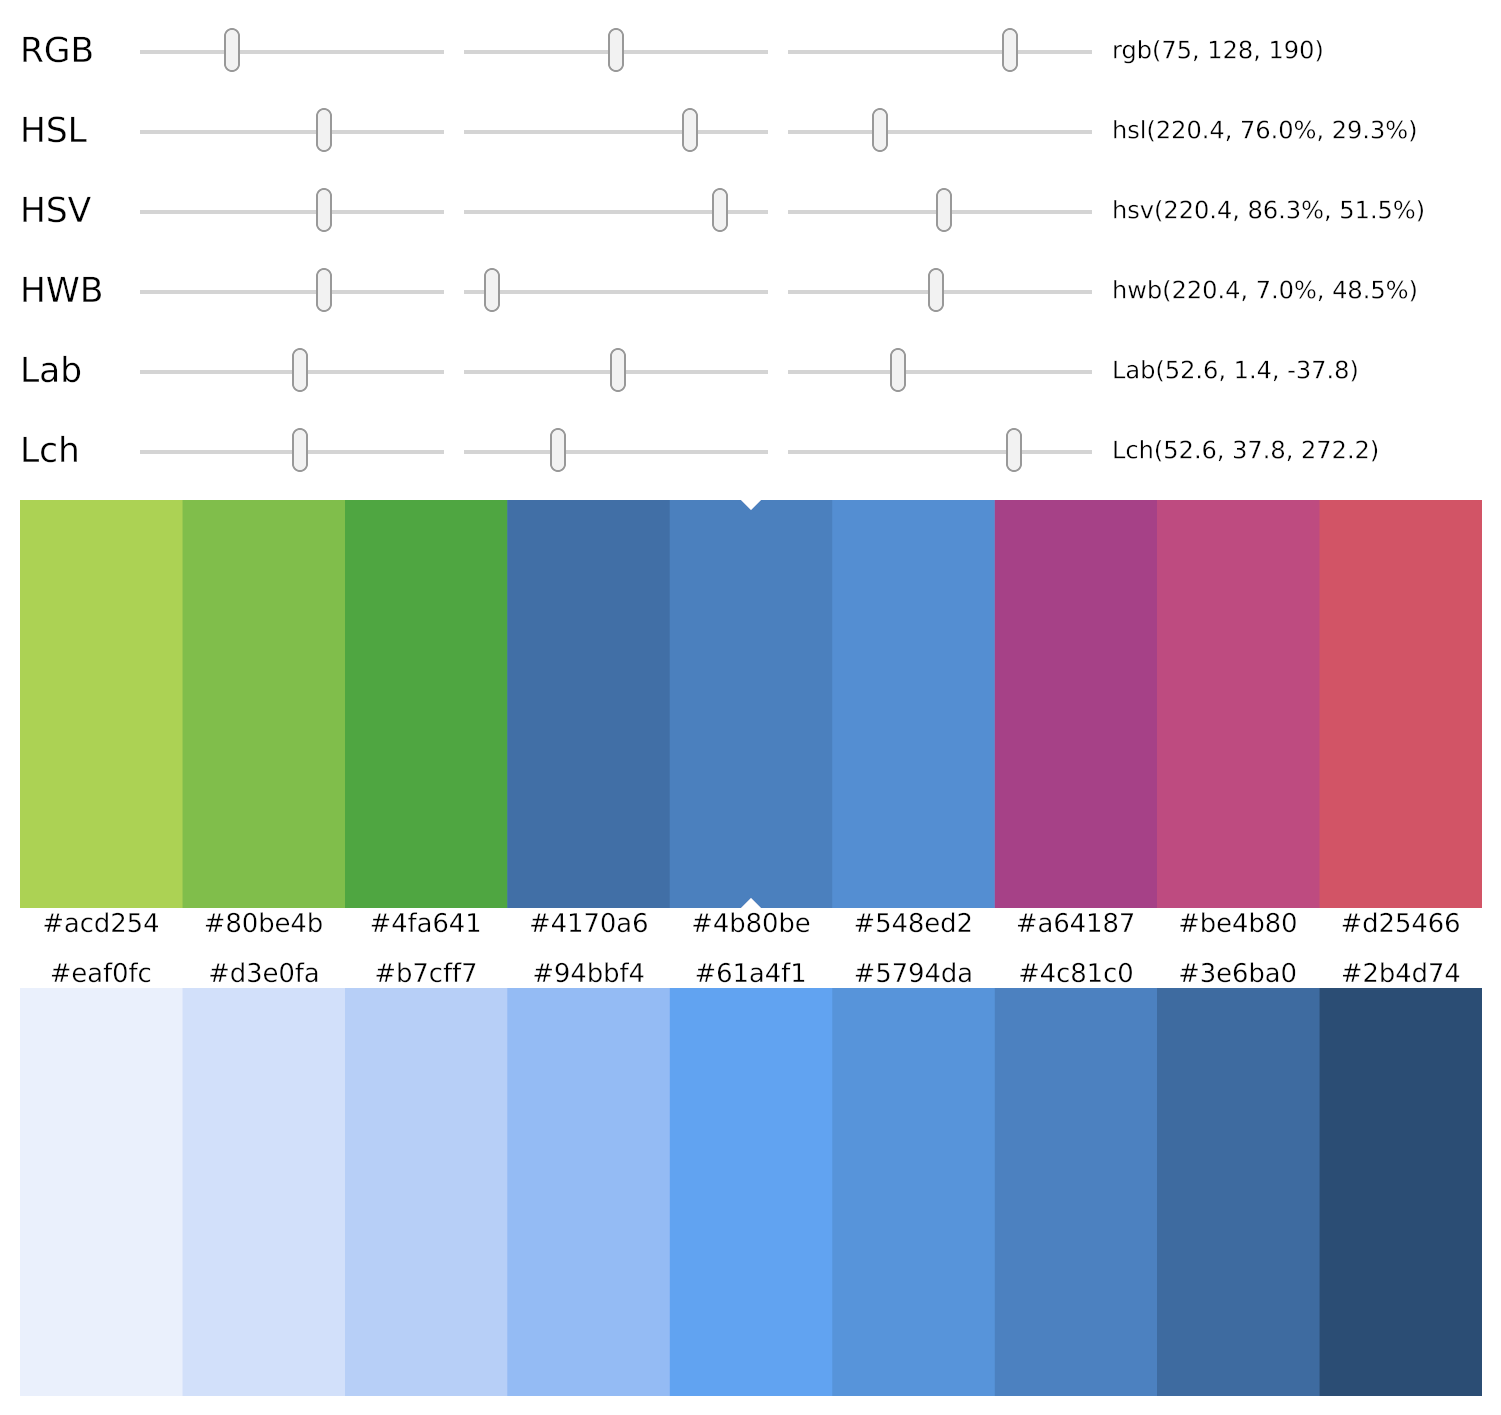 RGB rgb(75, 128, 190)
HSL hsl(220.4, 76.0%, 29.3%)
HSV hsv(220.4, 86.3%, 51.5%)
HWB hwb(220.4, 7.0%, 48.5%)
Lab Lab(52.6, 1.4, -37.8)
Lch Lch(52.6, 37.8, 272.2)
#acd254 #80be4b #4fa641 #4170a6 #4b80be #548ed2 #a64187 #be4b80 #d25466
#eaf0fc #d3e0fa #b7cff7 #94bbf4 #61a4f1 #5794da #4c81c0 #3e6ba0 #2b4d74